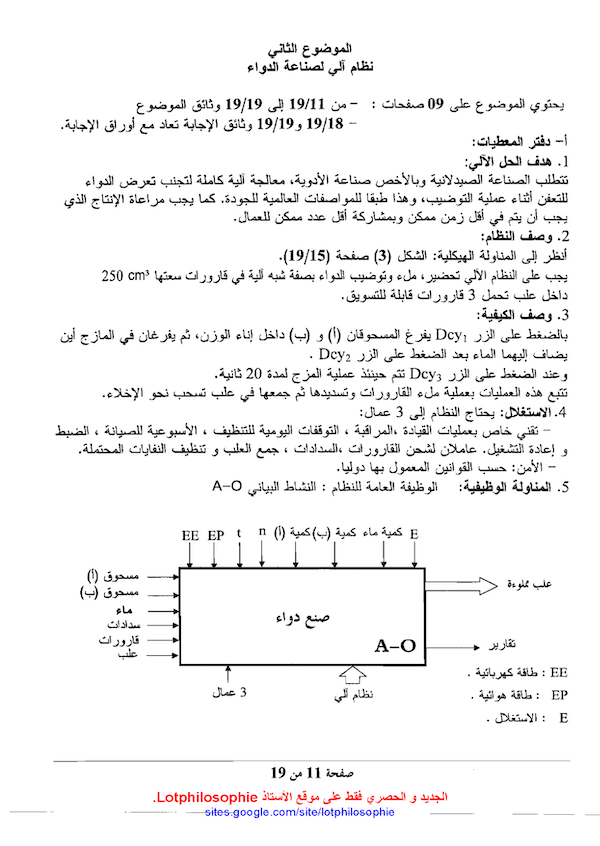 الموضوع الثاني
نظام آلي لصناعة الدواء
يحتوي الموضوع على 09 صفحات : - من 19/11 إلى 19/19 وثائق الموضوع
- 19/18 و19/19 وثائق الإجابة تعاد مع أوراق الإجابة.
أ- دفتر المعطيات:
1. هدف الحل الآلي:
تتطلب الصناعة الصيدلانية وبالأخص صناعة الأدوية، معالجة آلية كاملة لتجنب تعرض الدواء
للتعفن أثناء عملية التوضيب، وهذا طبقا للمواصفات العالمية للجودة. كما يجب مراعاة الإنتاج الذي
يجب أن يتم في أقل زمن ممكن وبمشاركة أقل عدد ممكن للعمال.
2. وصف النظام:
أنظر إلى المناولة الهيكلية: الشكل (3) صفحة (19/15).
يجب على النظام الآلي تحضير، ملء وتوضيب الدواء بصفة شبه آلية في قارورات سعتها 250 cm³
داخل علب تحمل 3 قارورات قابلة للتسويق.
3. وصف الكيفية:
بالضغط على الزر Dcy₁ يفرغ المسحوقان (أ) و (ب) داخل إناء الوزن، ثم يفرغان في المازج أين
يضاف إليهما الماء بعد الضغط على الزر Dcy₂ .
وعند الضغط على الزر Dcy₃ تتم حينئذ عملية المزج لمدة 20 ثانية.
تتبع هذه العمليات بعملية ملء القارورات وتسديدها ثم جمعها في علب تسحب نحو الإخلاء.
4. الاستغلال: يحتاج النظام إلى 3 عمال:
- تقني خاص بعمليات القيادة ،المراقبة ، التوقفات اليومية للتنظيف ، الأسبوعية للصيانة ، الضبط
و إعادة التشغيل. عاملان لشحن القارورات ،السدادات ، جمع العلب و تنظيف النفايات المحتملة.
- الأمن: حسب القوانين المعمول بها دوليا.
5. المناولة الوظيفية: الوظيفة العامة للنظام : النشاط البياني A-O
EE EP t n كمية (أ) كمية (ب) كمية ماء E
مسحوق (أ)
مسحوق (ب)
ماء
سدادات
قارورات
علب
صنع دواء
A-O
علب مملوءة
تقارير
3 عمال
نظام آلي
EE : طاقة كهربائية .
EP : طاقة هوائية .
E : الاستغلال .
صفحة 11 من 19
الجديد و الحصري فقط على موقع الأستاذ Lotphilosophie.
sites.google.com/site/lotphilosophie